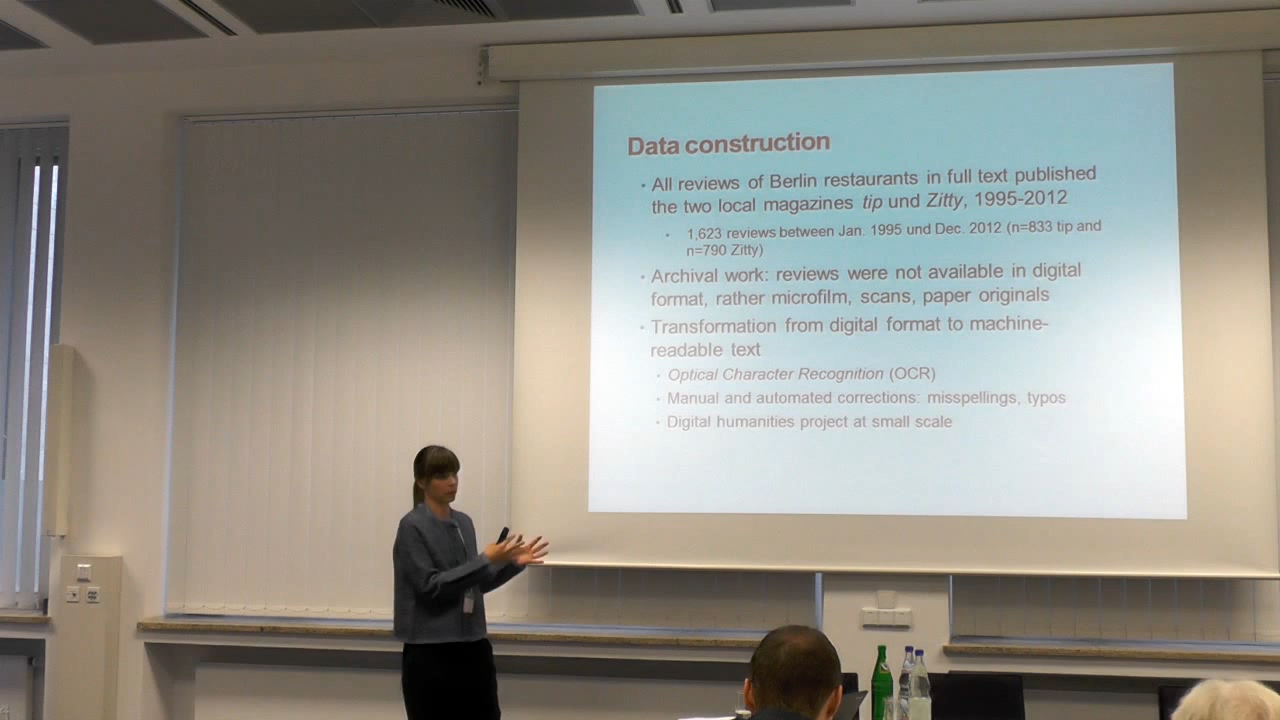 Data construction
• All reviews of Berlin restaurants in full text published
the two local magazines tip und Zitty, 1995-2012
• 1,623 reviews between Jan. 1995 und Dec. 2012 (n=833 tip and
n=790 Zitty)
• Archival work: reviews were not available in digital
format, rather microfilm, scans, paper originals
• Transformation from digital format to machine-
readable text
• Optical Character Recognition (OCR)
• Manual and automated corrections: misspellings, typos
• Digital humanities project at small scale